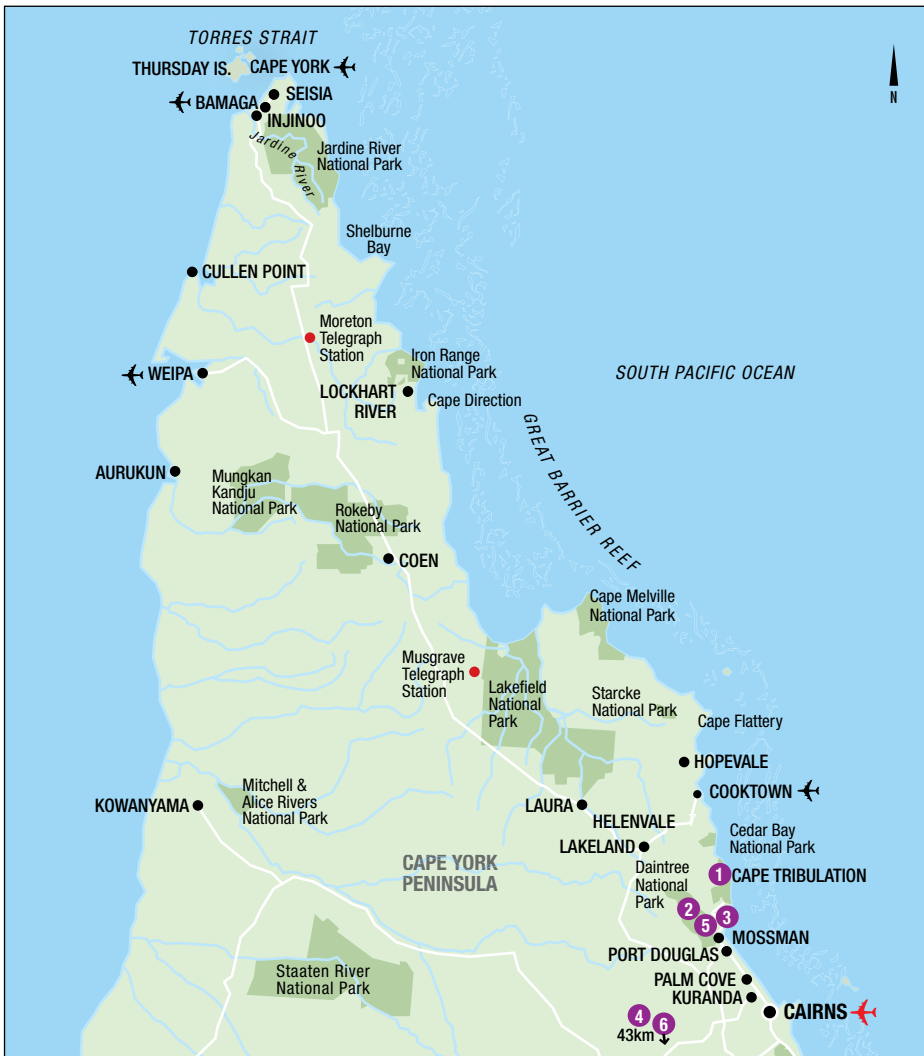 TORRES STRAIT
THURSDAY IS.
CAPE YORK
N
SEISIA
BAMAGA
INJINOO
Jardine River
Jardine River
National Park
Shelburne
Bay
CULLEN POINT
Moreton
Telegraph
Station
Iron Range
National Park
SOUTH PACIFIC OCEAN
WEIPA
LOCKHART
RIVER
Cape Direction
GREAT BARRIER REEF
AURUKUN
Mungkan
Kandju
National Park
Rokeby
National Park
COEN
Cape Melville
National Park
Musgrave
Telegraph
Station
Lakefield
National
Park
Starcke
National Park
Cape Flattery
HOPEVALE
COOKTOWN
Mitchell &
Alice Rivers
National Park
KOWANYAMA
LAURA
HELENVALE
LAKELAND
Cedar Bay
National Park
CAPE YORK
PENINSULA
Daintree
National
Park
1
CAPE TRIBULATION
2
3
5
MOSSMAN
PORT DOUGLAS
Staaten River
National Park
PALM COVE
KURANDA
CAIRNS
4
6
43km